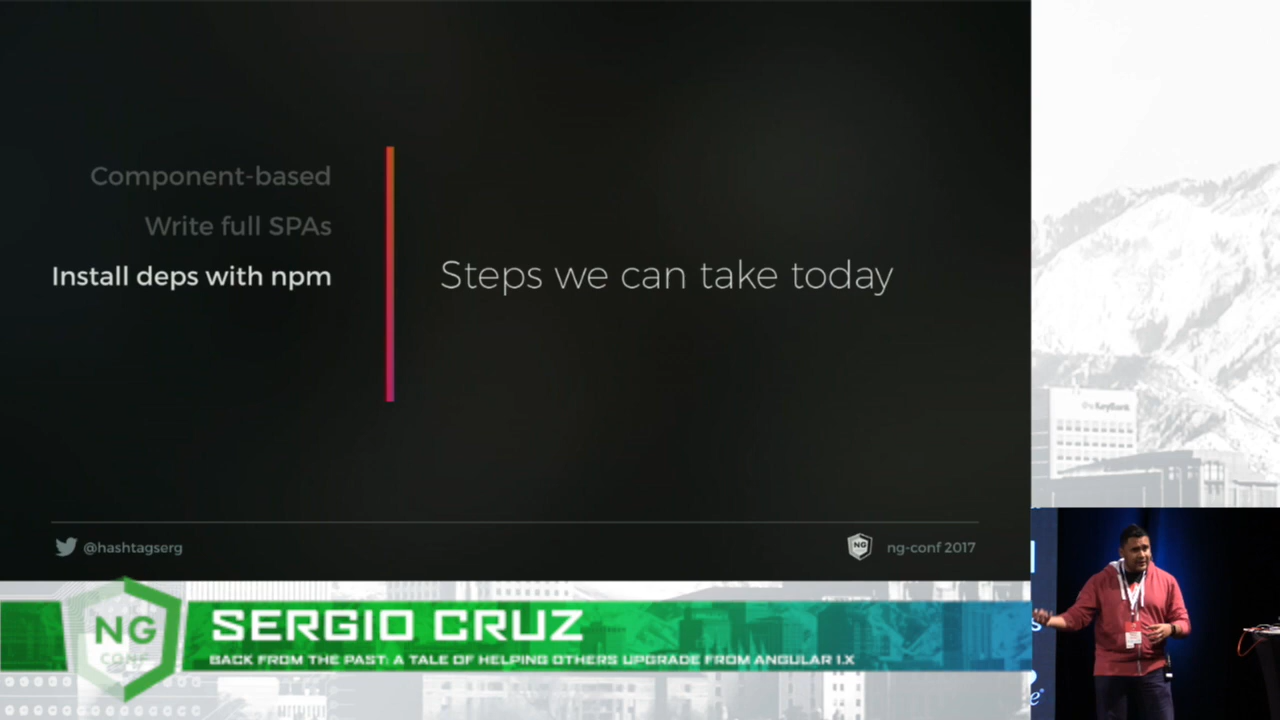 Component-based
Write full SPAs
Install deps with npm
Steps we can take today
@hashtagserg
NG
ng-conf 2017
KeyBank
NG
CONF
SERGIO CRUZ
BACK FROM THE PAST: A TALE OF HELPING OTHERS UPGRADE FROM ANGULAR 1.X